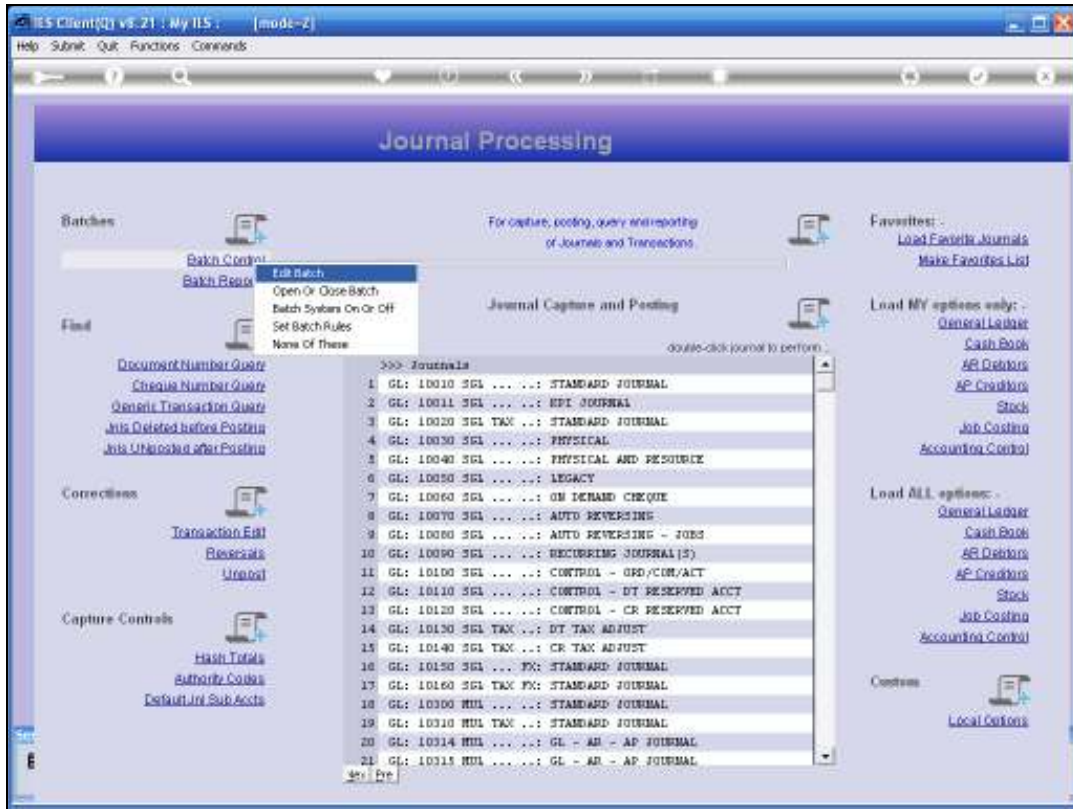 IES Client(Q) v8.21 : My IES : [mode=2]
Help Submit Quit Functions Commands
Journal Processing
Batches
Batch Control
Batch Repor
Edit Batch
Open Or Close Batch
Batch System On Or Off
Set Batch Rules
None Of These
Find
Document Number Query
Cheque Number Query
Generic Transaction Query
Jnls Deleted before Posting
Jnls UNposted after Posting
Corrections
Transaction Edit
Reversals
Unpost
Capture Controls
Hash Totals
Authority Codes
Default Jnl Sub Accts
For capture, posting, query and reporting
of Journals and Transactions.
Journal Capture and Posting
double-click journal to perform :
>>> Journals
1 GL: 10010 SGL ... ..: STANDARD JOURNAL
2 GL: 10011 SGL ... ..: KPI JOURNAL
3 GL: 10020 SGL TAX ..: STANDARD JOURNAL
4 GL: 10030 SGL ... ..: PHYSICAL
5 GL: 10040 SGL ... ..: PHYSICAL AND RESOURCE
6 GL: 10050 SGL ... ..: LEGACY
7 GL: 10060 SGL ... ..: ON DEMAND CHEQUE
8 GL: 10070 SGL ... ..: AUTO REVERSING
9 GL: 10080 SGL ... ..: AUTO REVERSING - JOBS
10 GL: 10090 SGL ... ..: RECURRING JOURNAL(S)
11 GL: 10100 SGL ... ..: CONTROL - ORD/COM/ACT
12 GL: 10110 SGL ... ..: CONTROL - DT RESERVED ACCT
13 GL: 10120 SGL ... ..: CONTROL - CR RESERVED ACCT
14 GL: 10130 SGL TAX ..: DT TAX ADJUST
15 GL: 10140 SGL TAX ..: CR TAX ADJUST
16 GL: 10150 SGL ... FX: STANDARD JOURNAL
17 GL: 10160 SGL TAX FX: STANDARD JOURNAL
18 GL: 10300 MUL ... ..: STANDARD JOURNAL
19 GL: 10310 MUL TAX ..: STANDARD JOURNAL
20 GL: 10314 MUL ... ..: GL - AR - AP JOURNAL
21 GL: 10315 MUL ... ..: GL - AR - AP JOURNAL
Nex Pre
Favorites: .
Load Favorite Journals
Make Favorites List
Load MY options only: .
General Ledger
Cash Book
AR Debtors
AP Creditors
Stock
Job Costing
Accounting Control
Load ALL options: .
General Ledger
Cash Book
AR Debtors
AP Creditors
Stock
Job Costing
Accounting Control
Custom
Local Options